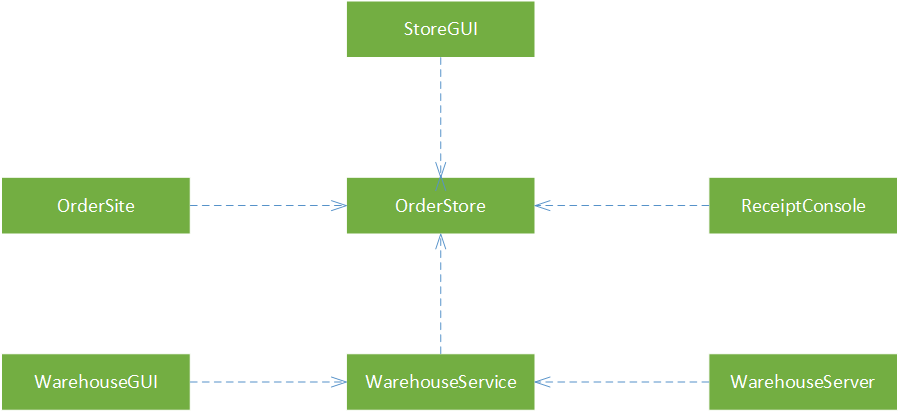 StoreGUI
OrderSite
OrderStore
ReceiptConsole
WarehouseGUI
WarehouseService
WarehouseServer